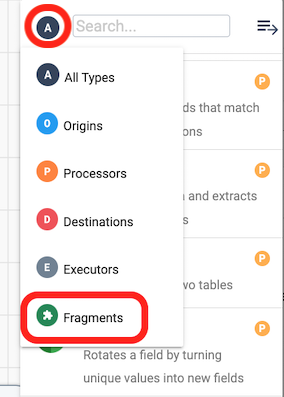 A Search...
P
A All Types
ds that match
O Origins
ons
P
P Processors
and extracts
D Destinations
s
P
E Executors
wo tables
Fragments
P
Rotates a field by turning
unique values into new fields